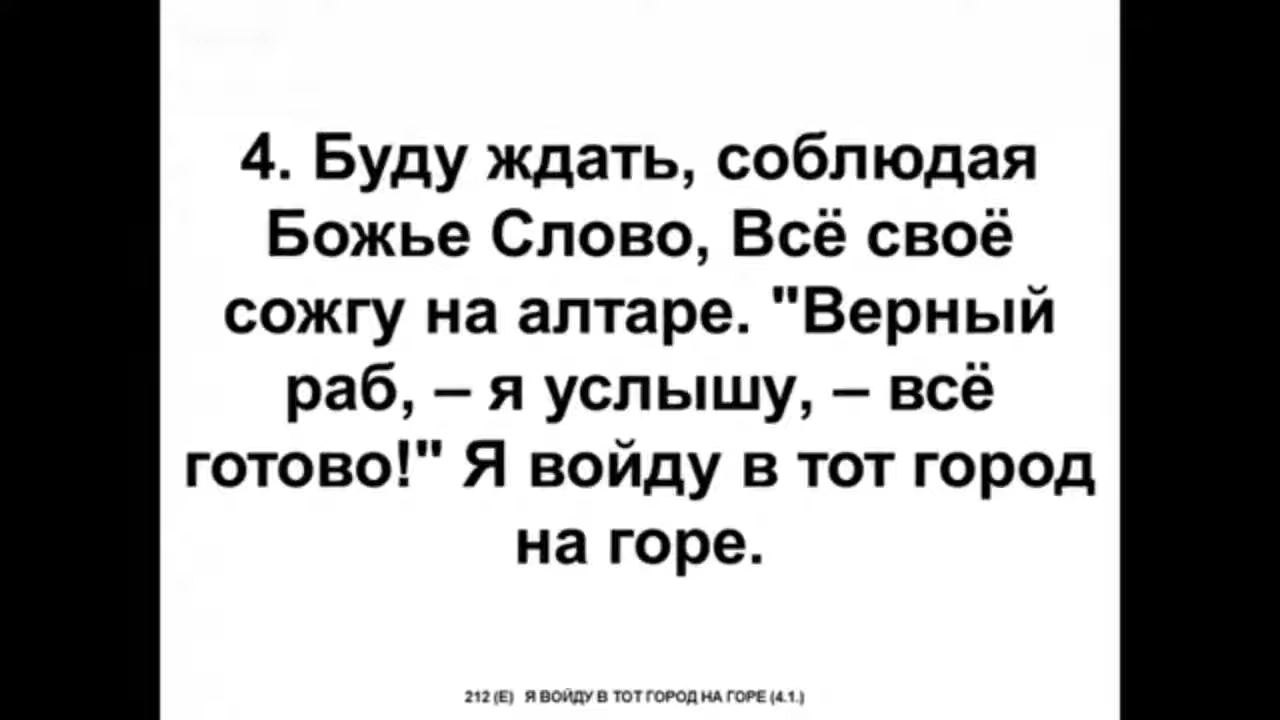 4. Буду ждать, соблюдая
Божье Слово, Всё своё
сожгу на алтаре. "Верный
раб, – я услышу, – всё
готово!" Я войду в тот город
на горе.
212 (Е) Я ВОЙДУ В ТОТ ГОРОД НА ГОРЕ (4.1.)